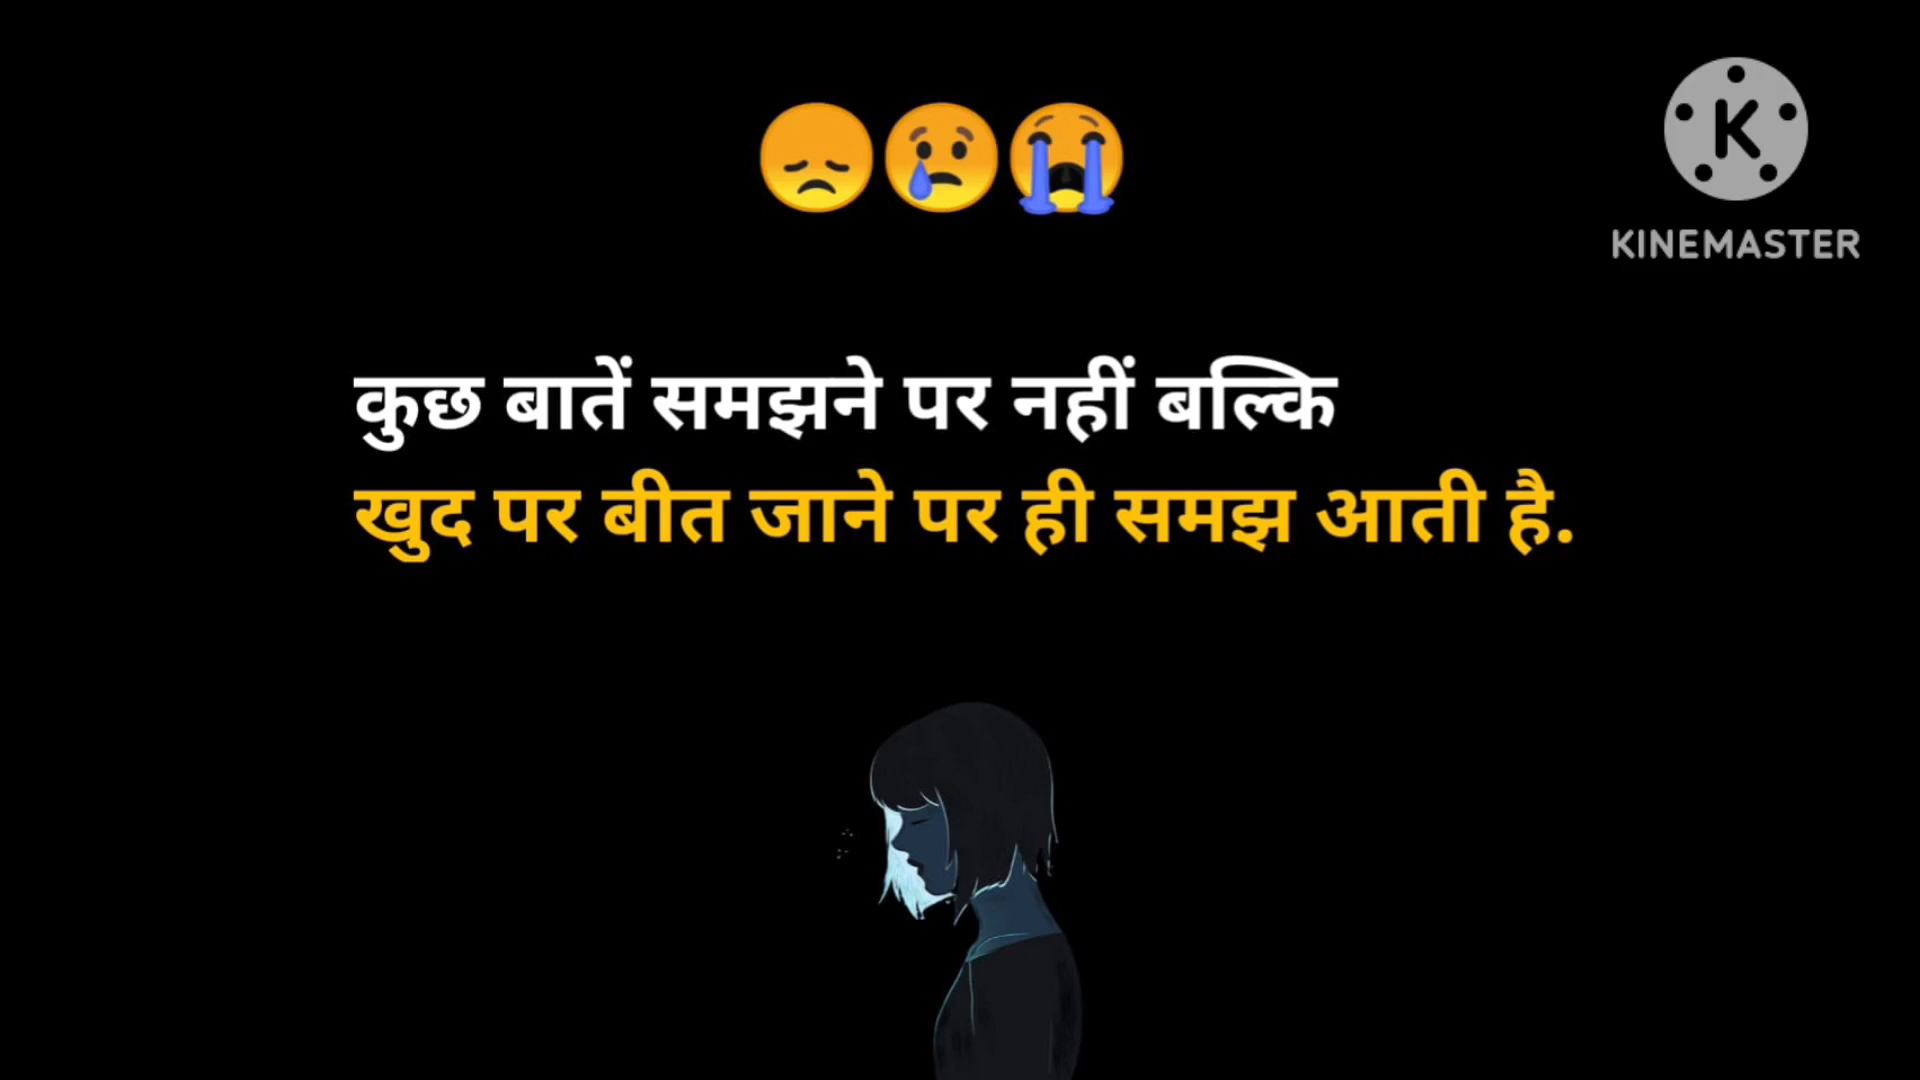 😞😢😭
K
KINEMASTER
कुछ बातें समझने पर नहीं बल्कि
खुद पर बीत जाने पर ही समझ आती है.